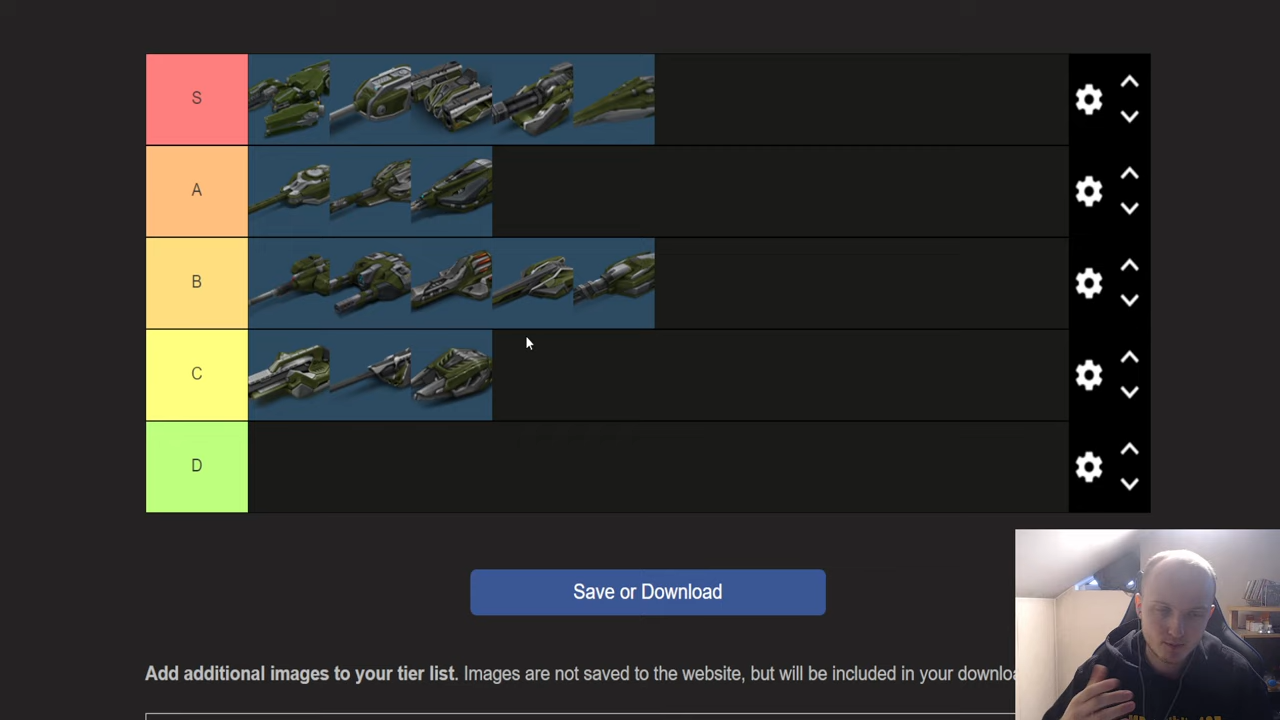 S
A
B
C
D
Save or Download
Add additional images to your tier list. Images are not saved to the website, but will be included in your downlo